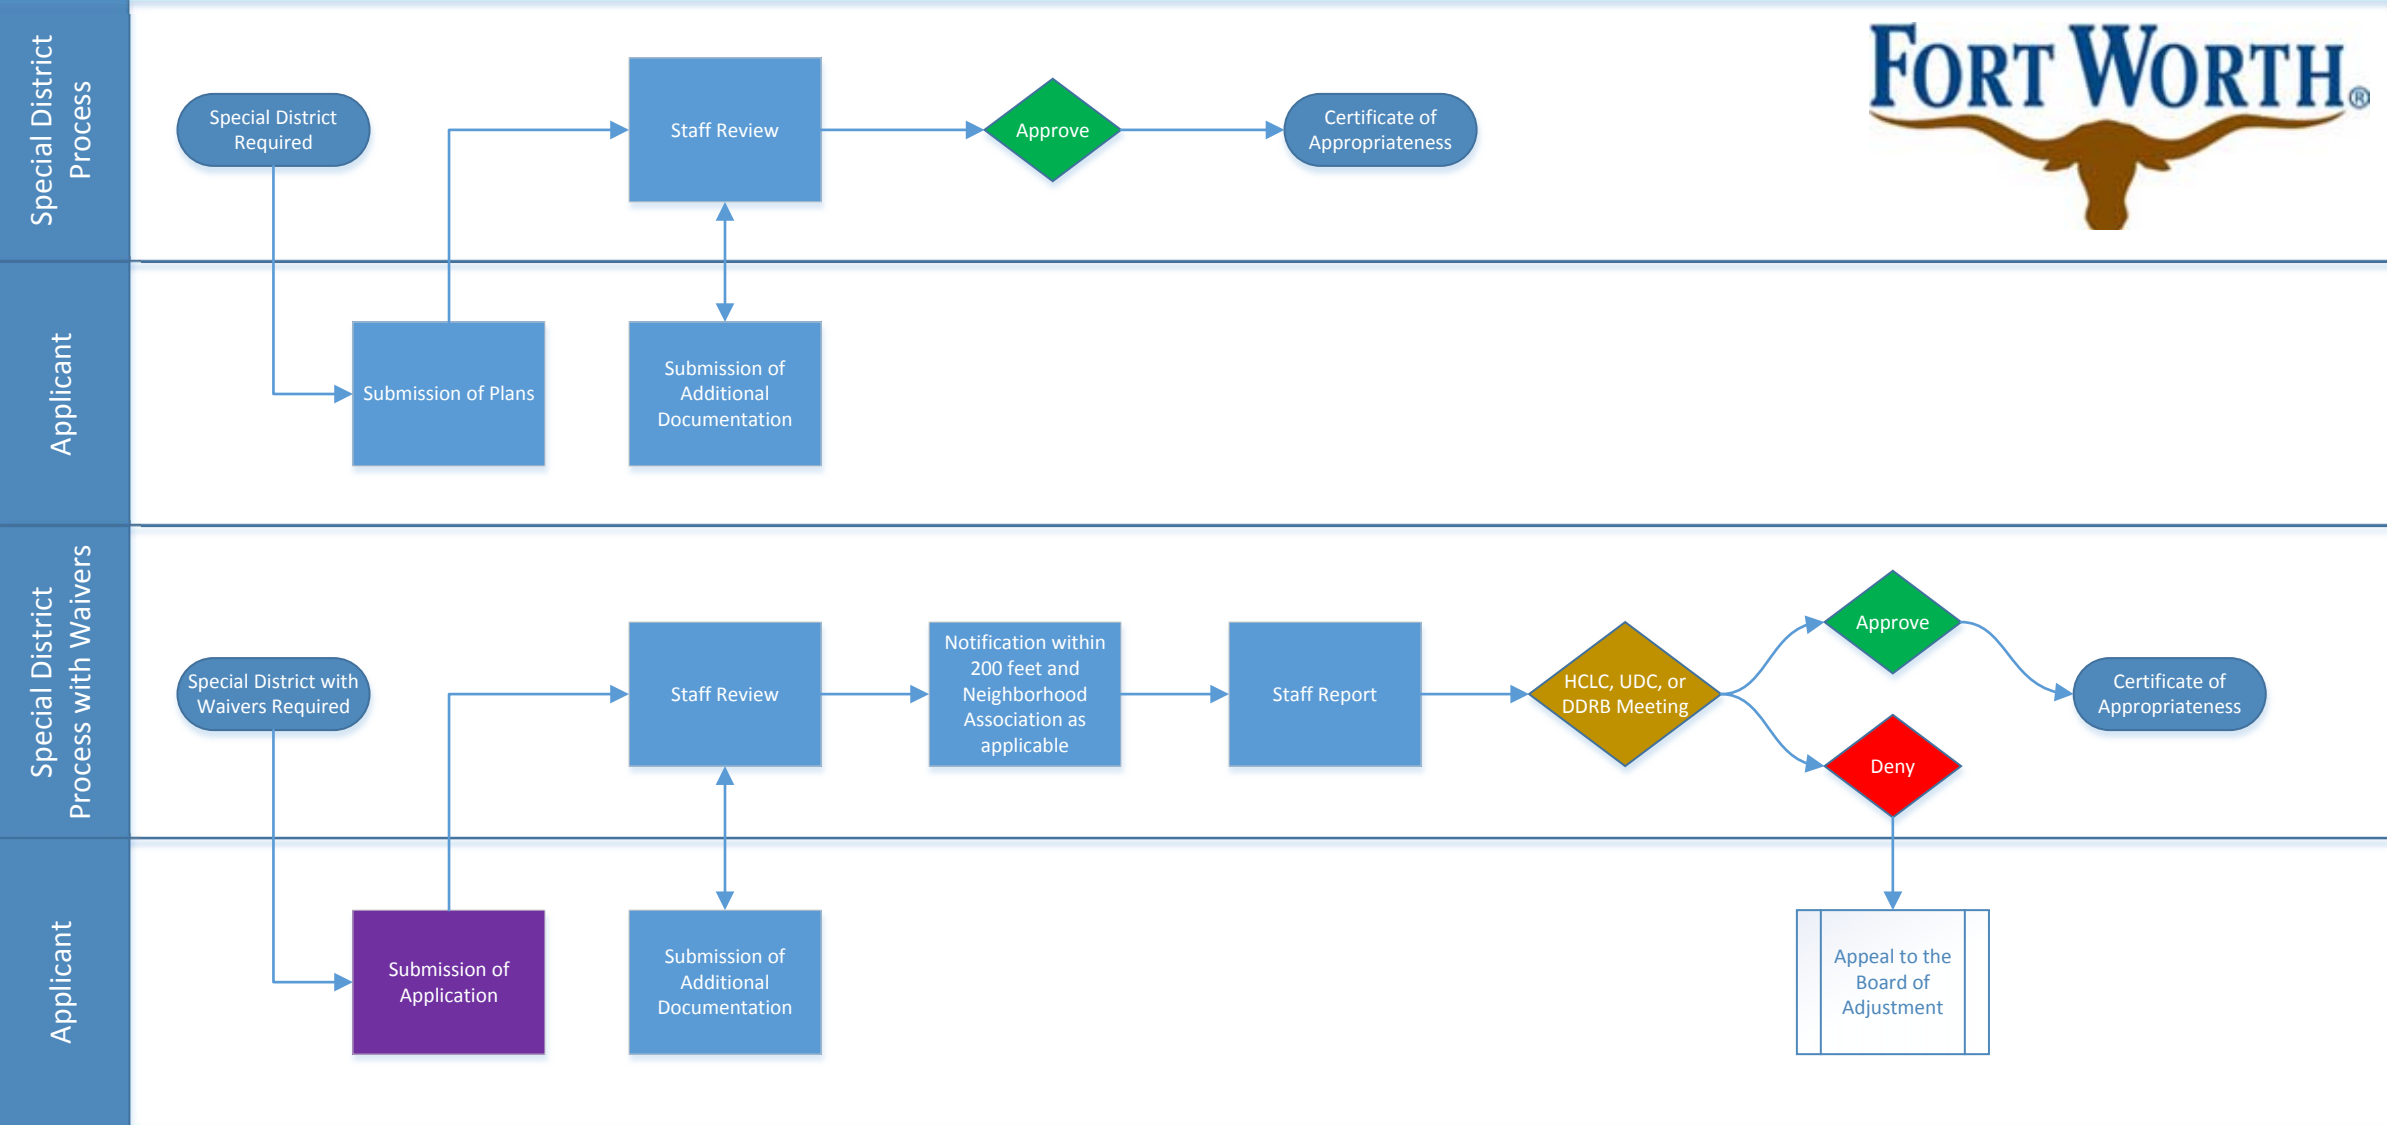 Special District
Process
Special District
Required
Staff Review
Approve
Certificate of
Appropriateness
FORT WORTH®
Applicant
Submission of Plans
Submission of
Additional
Documentation
Special District
Process with Waivers
Special District with
Waivers Required
Staff Review
Notification within
200 feet and
Neighborhood
Association as
applicable
Staff Report
HCLC, UDC, or
DDRB Meeting
Approve
Deny
Certificate of
Appropriateness
Applicant
Submission of
Application
Submission of
Additional
Documentation
Appeal to the
Board of
Adjustment